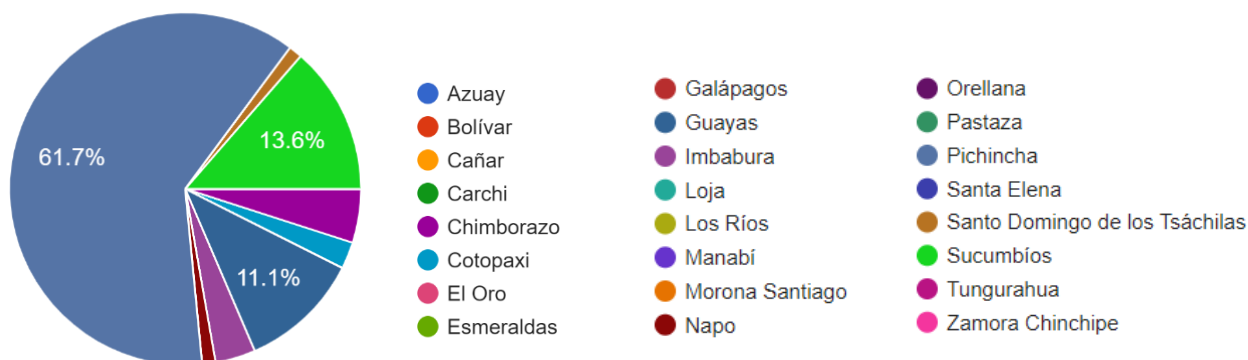 61.7%
13.6%
11.1%
Azuay
Bolívar
Cañar
Carchi
Chimborazo
Cotopaxi
El Oro
Esmeraldas
Galápagos
Guayas
Imbabura
Loja
Los Ríos
Manabí
Morona Santiago
Napo
Orellana
Pastaza
Pichincha
Santa Elena
Santo Domingo de los Tsáchilas
Sucumbíos
Tungurahua
Zamora Chinchipe